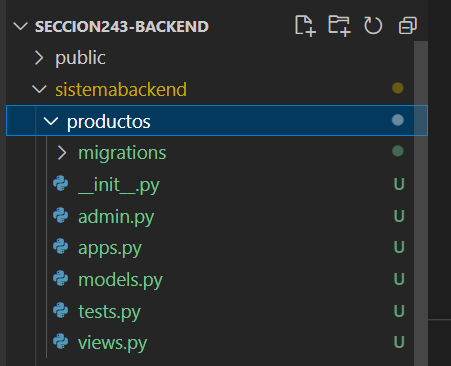 SECCION243-BACKEND
public
sistemabackend
productos
migrations
__init__.py U
admin.py U
apps.py U
models.py U
tests.py U
views.py U